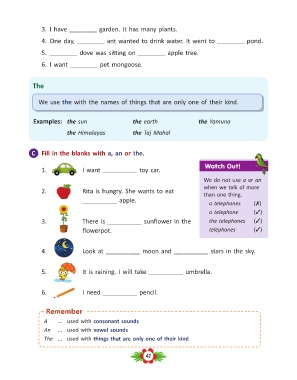 3. I have ________ garden. It has many plants.
4. One day, ________ ant wanted to drink water. It went to ________ pond.
5. ________ dove was sitting on ________ apple tree.
6. I want ________ pet mongoose.
The
We use the with the names of things that are only one of their kind.
Examples: the sun the earth the Yamuna
the Himalayas the Taj Mahal
C Fill in the blanks with a, an or the.
1. I want __________ toy car.
2. Rita is hungry. She wants to eat
__________ apple.
3. There is __________ sunflower in the
flowerpot.
4. Look at __________ moon and __________ stars in the sky.
5. It is raining. I will take __________ umbrella.
6. I need __________ pencil.
Watch Out!
We do not use a or an
when we talk of more
than one thing.
a telephones (✗)
a telephone (✓)
the telephones (✓)
telephones (✓)
Remember
A ... used with consonant sounds
An ... used with vowel sounds
The ... used with things that are only one of their kind
42